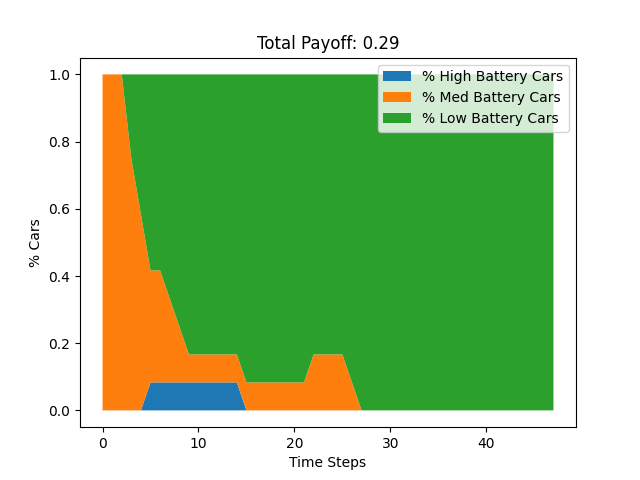 Total Payoff: 0.29
% High Battery Cars
% Med Battery Cars
% Low Battery Cars
1.0
0.8
0.6
0.4
0.2
0.0
% Cars
0 10 20 30 40
Time Steps